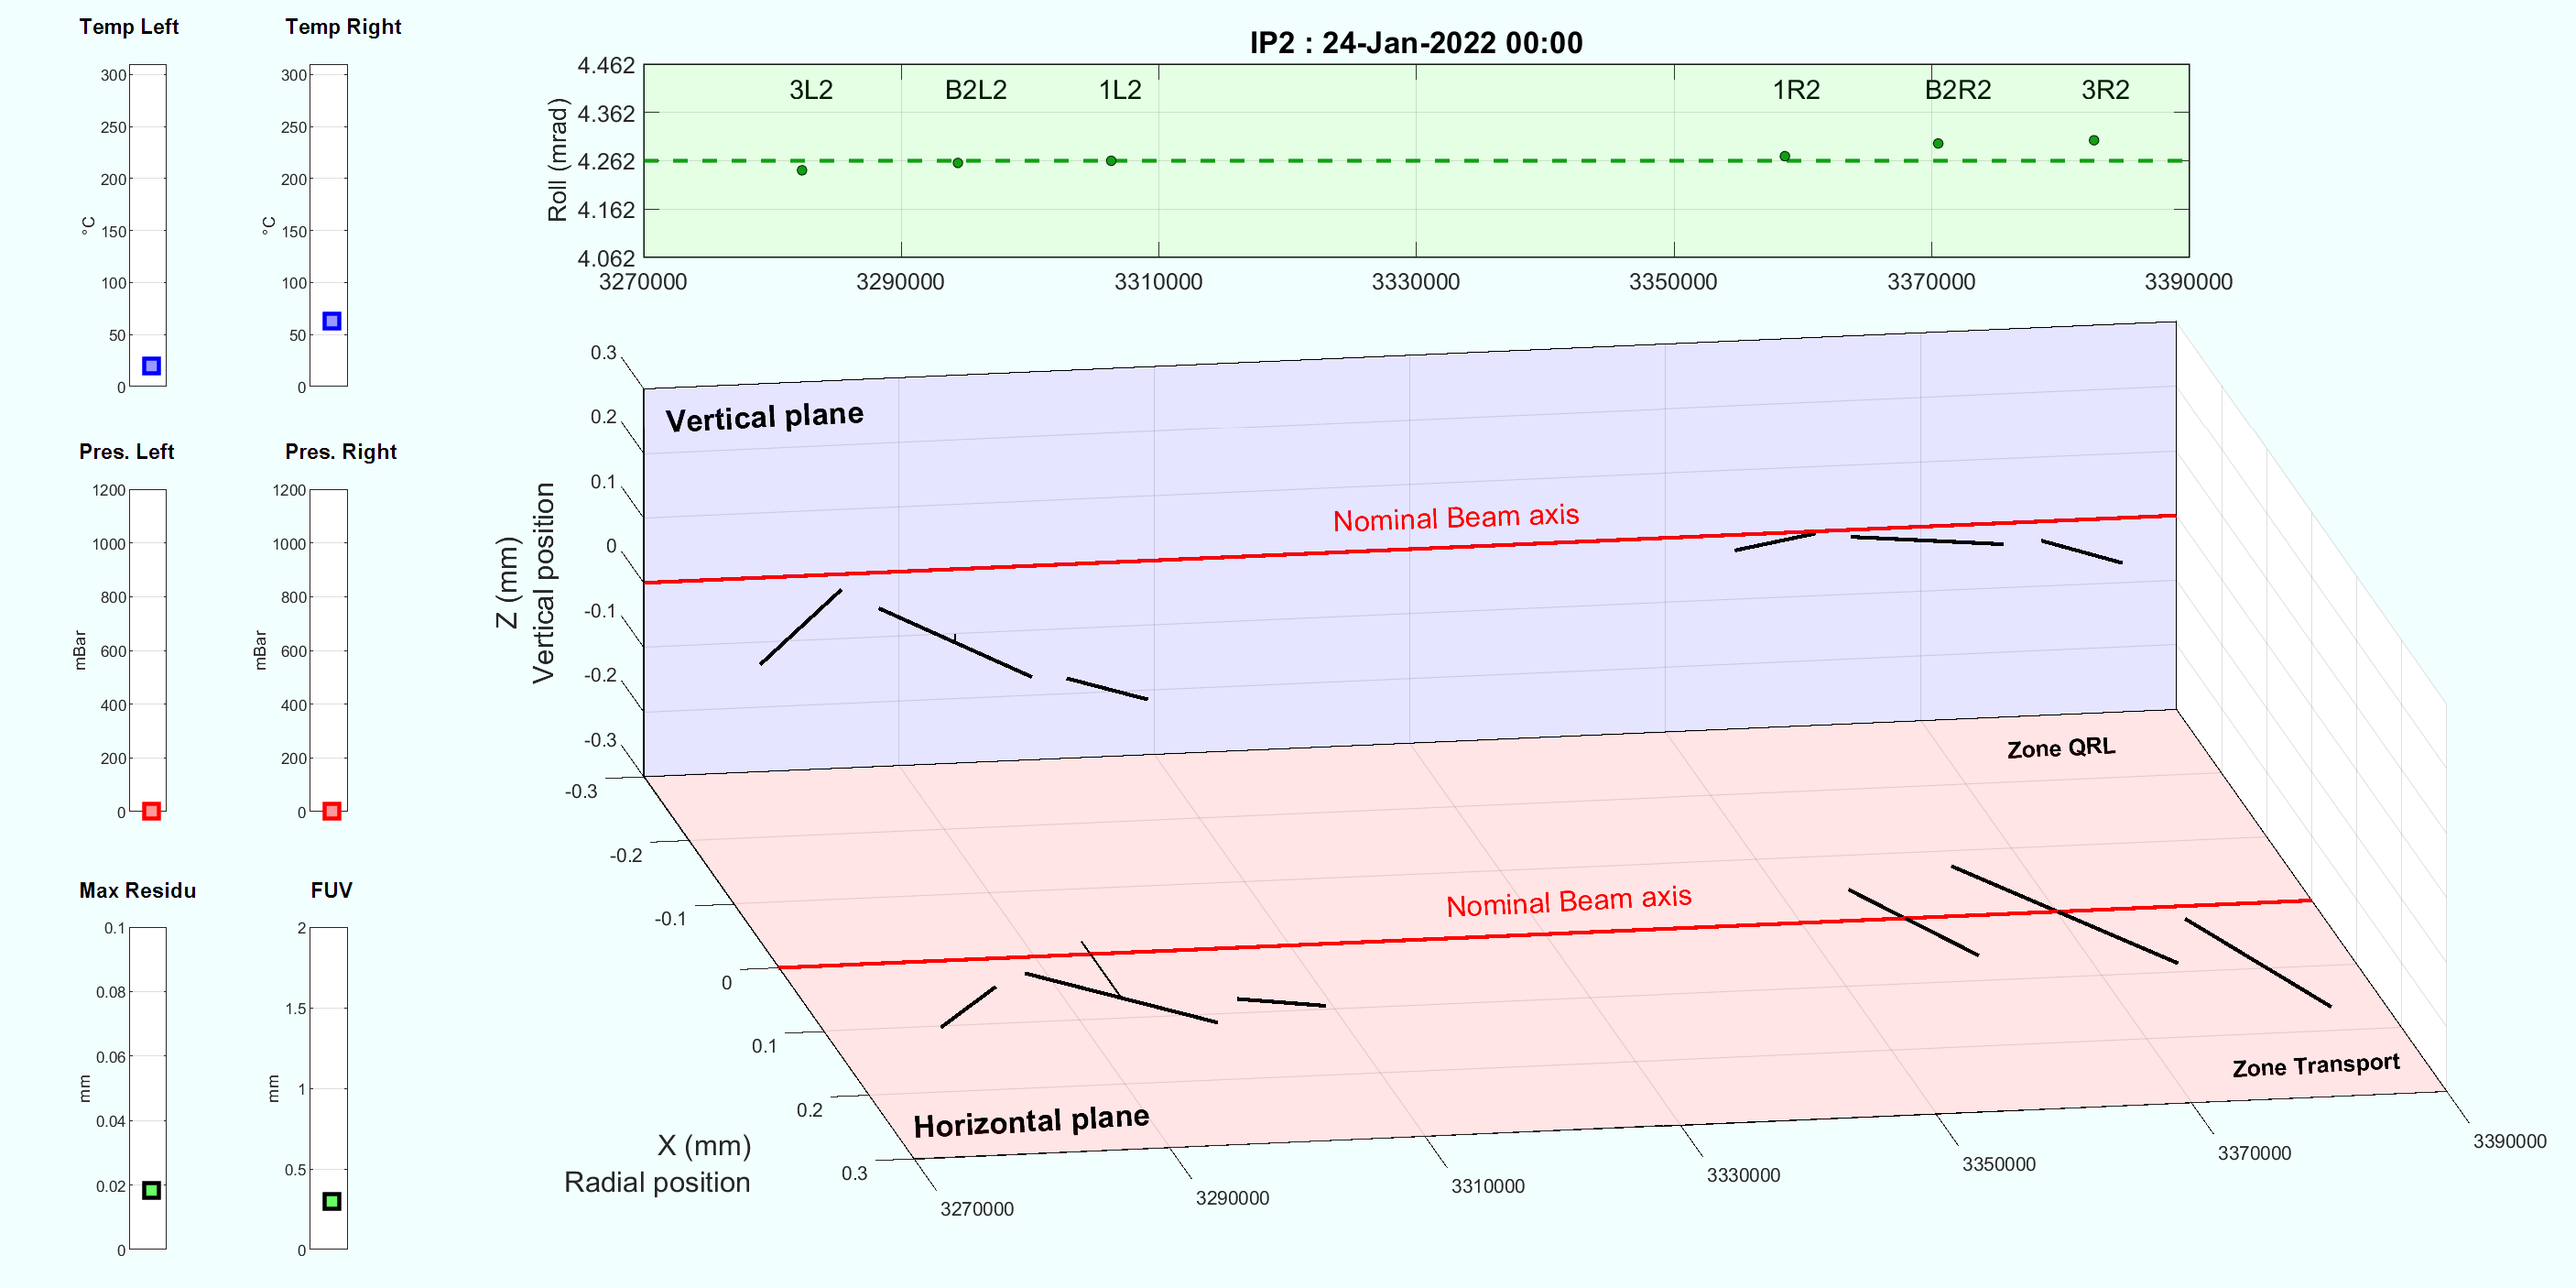 Temp Left
Temp Right
300
250
200
150
100
50
0
°C
300
250
200
150
100
50
0
°C
Pres. Left
Pres. Right
1200
1000
800
600
400
200
0
mBar
1200
1000
800
600
400
200
0
mBar
Max Residu
FUV
0.1
0.08
0.06
0.04
0.02
0
mm
2
1.5
1
0.5
0
mm
IP2 : 24-Jan-2022 00:00
4.462
4.362
4.262
4.162
4.062
Roll (mrad)
3L2
B2L2
1L2
1R2
B2R2
3R2
3270000
3290000
3310000
3330000
3350000
3370000
3390000
0.3
0.2
0.1
0
-0.1
-0.2
-0.3
Z (mm)
Vertical position
Vertical plane
Nominal Beam axis
Zone QRL
-0.3
-0.2
-0.1
0
0.1
0.2
0.3
Nominal Beam axis
Zone Transport
Horizontal plane
X (mm)
Radial position
3270000
3290000
3310000
3330000
3350000
3370000
3390000